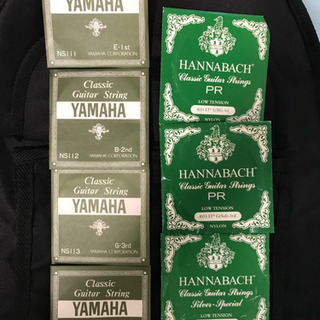 YAMAHA
E-1st
NS111 YAMAHA CORPORATION
Classic
Guitar String
YAMAHA
B-2nd
NS112 YAMAHA CORPORATION
Classic
Guitar String
YAMAHA
G-3rd
NS113 YAMAHA CORPORATION
Classic
Guitar String
YAMAHA
HANNABACH
Classic Guitar Strings
PR
LOW TENSION
NYLON
HANNABACH
Classic Guitar Strings
PR
LOW TENSION
NYLON
HANNABACH
Classic Guitar Strings
Silver-Special
LOW TENSION